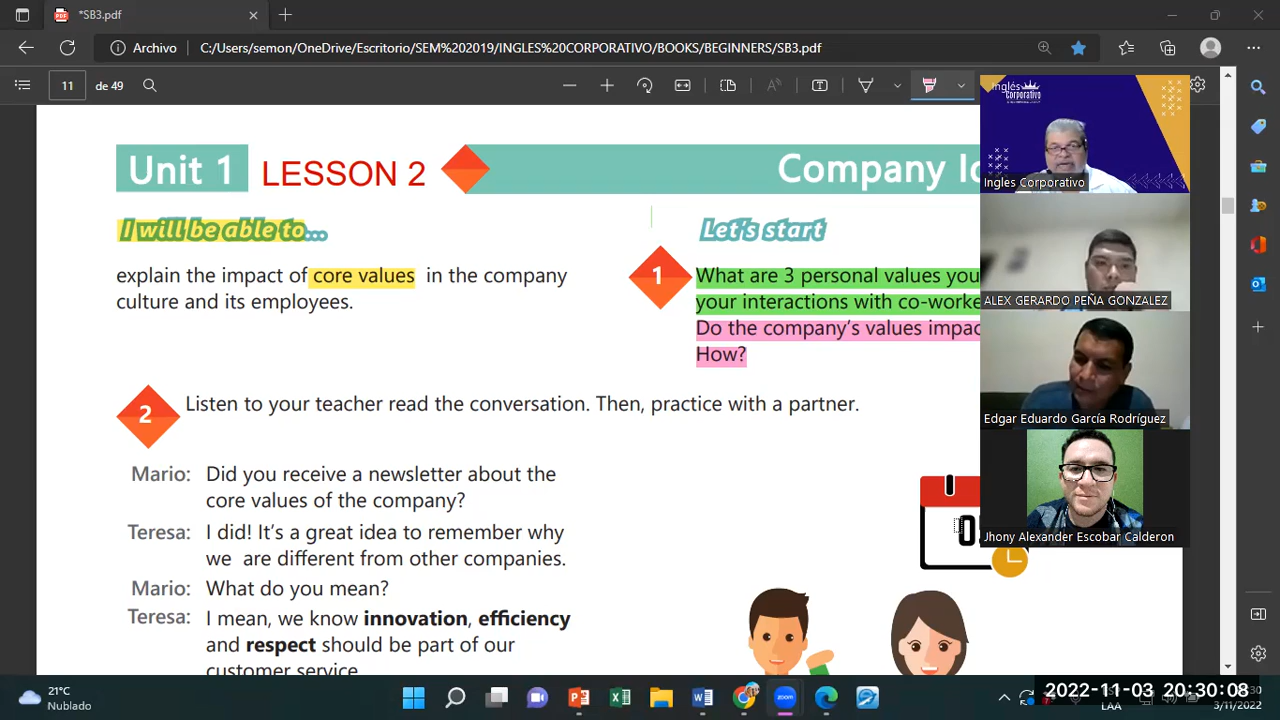 *SB3.pdf
Archivo
C:/Users/semon/OneDrive/Escritorio/SEM%202019/INGLES%20CORPORATIVO/BOOKS/BEGINNERS/SB3.pdf
11
de 49
Unit 1
LESSON 2
Company Id
I will be able to...
Let's start
explain the impact of core values in the company
culture and its employees.
1
What are 3 personal values you
your interactions with co-worke
Do the company's values impac
How?
2
Listen to your teacher read the conversation. Then, practice with a partner.
Mario: Did you receive a newsletter about the
core values of the company?
Teresa: I did! It's a great idea to remember why
we are different from other companies.
Mario: What do you mean?
Teresa: I mean, we know innovation, efficiency
and respect should be part of our
customer service.
Inglés
Corporativo
Ingles Corporativo
ALEX GERARDO PEÑA GONZALEZ
Edgar Eduardo García Rodríguez
Jhony Alexander Escobar Calderon
21°C
Nublado
2022-11-03 20:30:08
LAA
3/11/2022